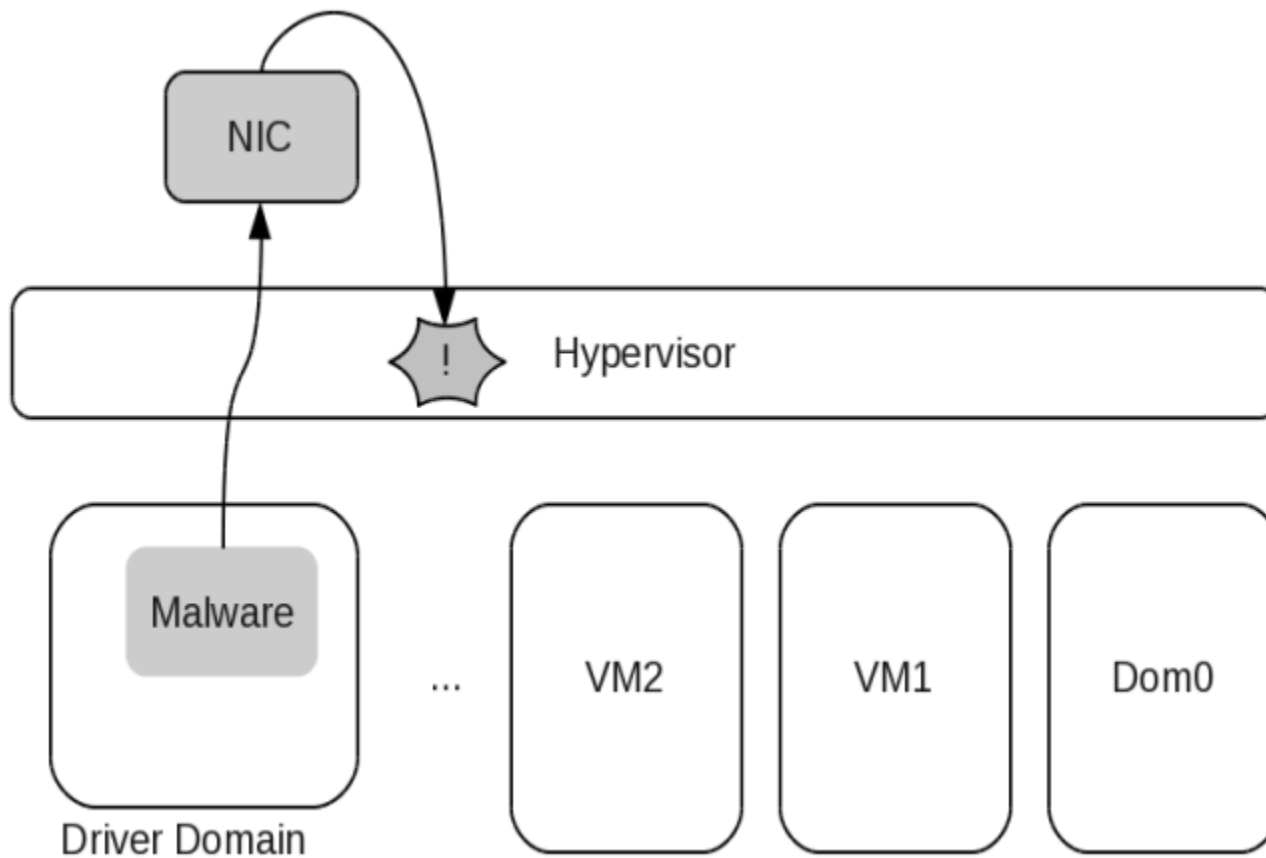 NIC
!
Hypervisor
Malware
...
VM2
VM1
Dom0
Driver Domain